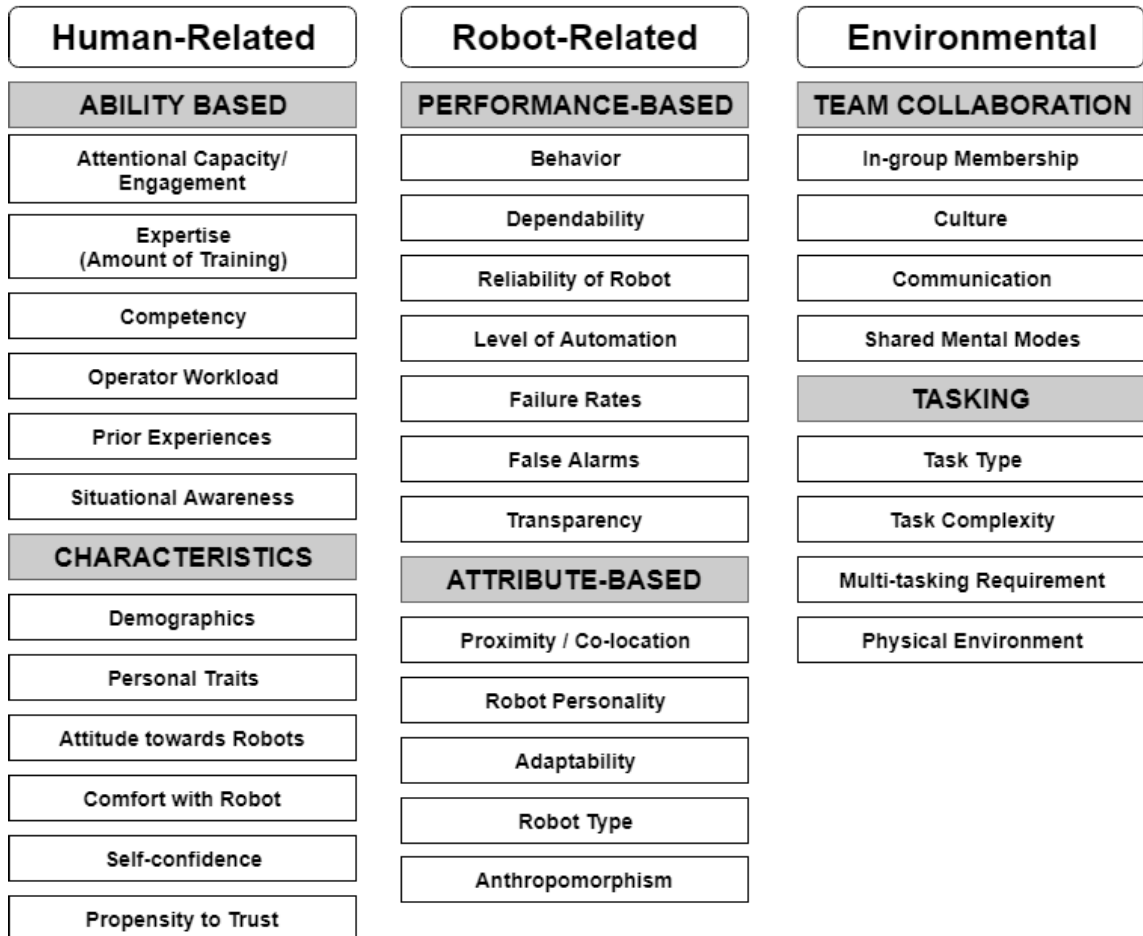 Human-Related
ABILITY BASED
Attentional Capacity/
Engagement
Expertise
(Amount of Training)
Competency
Operator Workload
Prior Experiences
Situational Awareness
CHARACTERISTICS
Demographics
Personal Traits
Attitude towards Robots
Comfort with Robot
Self-confidence
Propensity to Trust
Robot-Related
PERFORMANCE-BASED
Behavior
Dependability
Reliability of Robot
Level of Automation
Failure Rates
False Alarms
Transparency
ATTRIBUTE-BASED
Proximity / Co-location
Robot Personality
Adaptability
Robot Type
Anthropomorphism
Environmental
TEAM COLLABORATION
In-group Membership
Culture
Communication
Shared Mental Modes
TASKING
Task Type
Task Complexity
Multi-tasking Requirement
Physical Environment